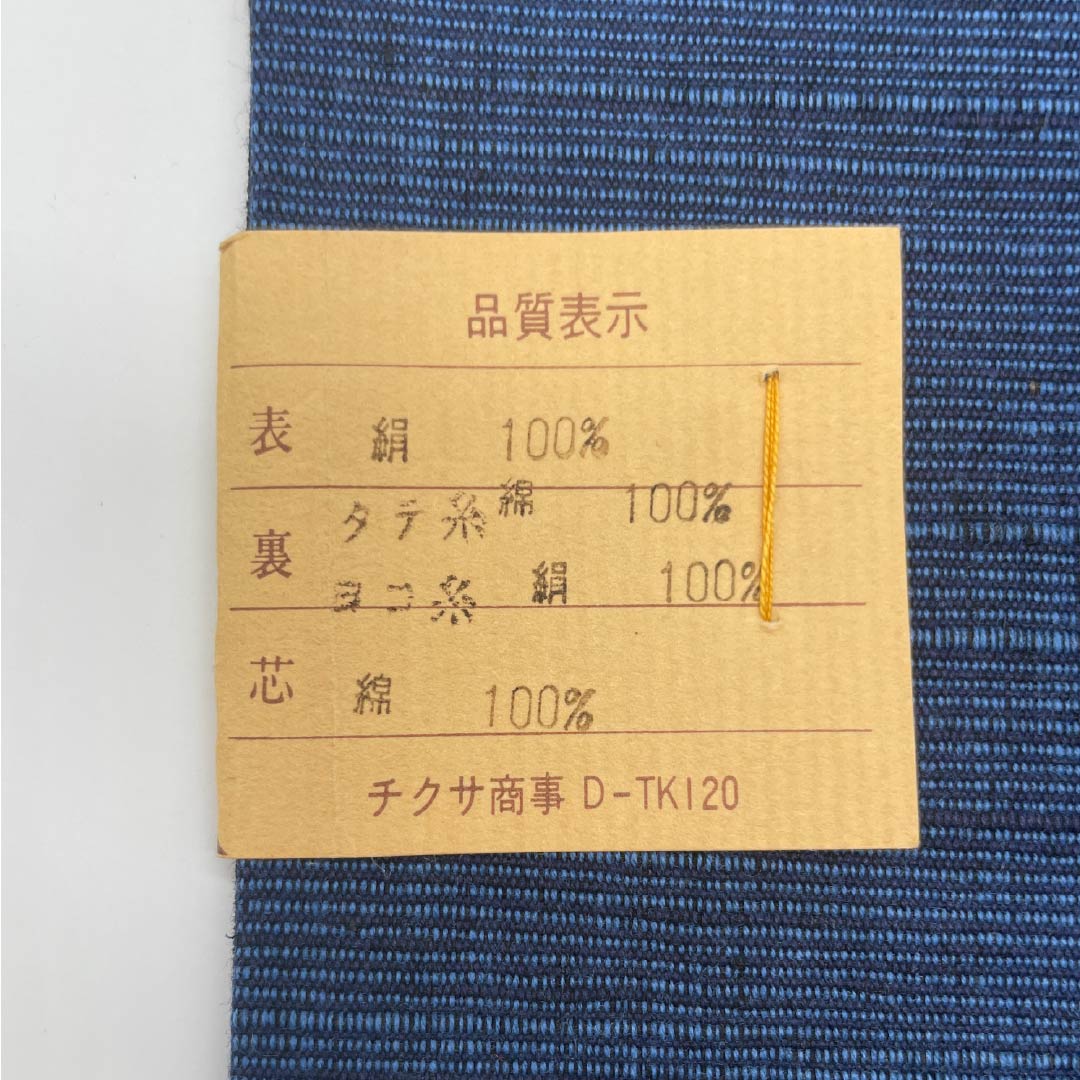 品質表示
表 絹 100%
裏 タテ糸 綿 100%
ヨコ糸 絹 100%
芯 綿 100%
チクサ商事 D-TK120